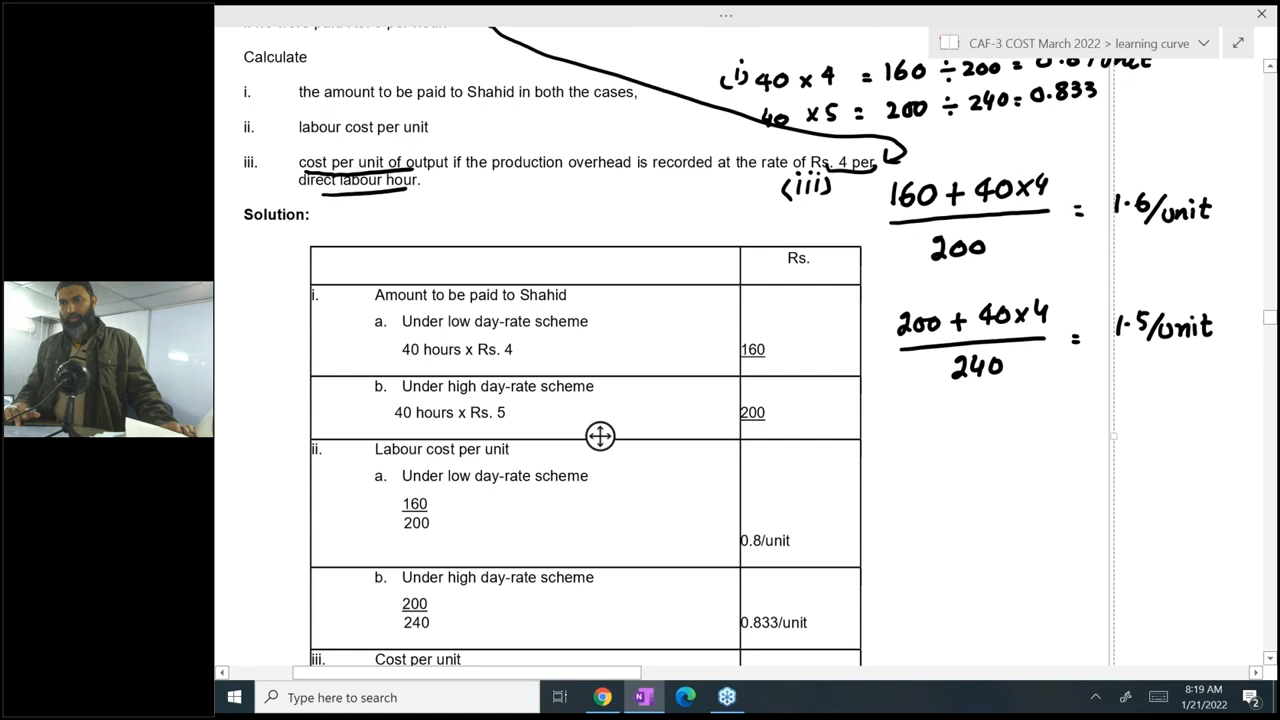 CAF-3 COST March 2022 > learning curve
Calculate
i. the amount to be paid to Shahid in both the cases,
ii. labour cost per unit
iii. cost per unit of output if the production overhead is recorded at the rate of Rs. 4 per
direct labour hour.
(i) 40 × 4 = 160 ÷ 200 =
40 × 5 = 200 ÷ 240 = 0.833
(iii)
160 + 40×4
200
= 1.6/unit
200 + 40×4
240
= 1.5/unit
Solution:
Rs.
i. Amount to be paid to Shahid
a. Under low day-rate scheme
40 hours x Rs. 4 160
b. Under high day-rate scheme
40 hours x Rs. 5 200
ii. Labour cost per unit
a. Under low day-rate scheme
160
200
0.8/unit
b. Under high day-rate scheme
200
240 0.833/unit
iii. Cost per unit
Type here to search
8:19 AM
1/21/2022
2